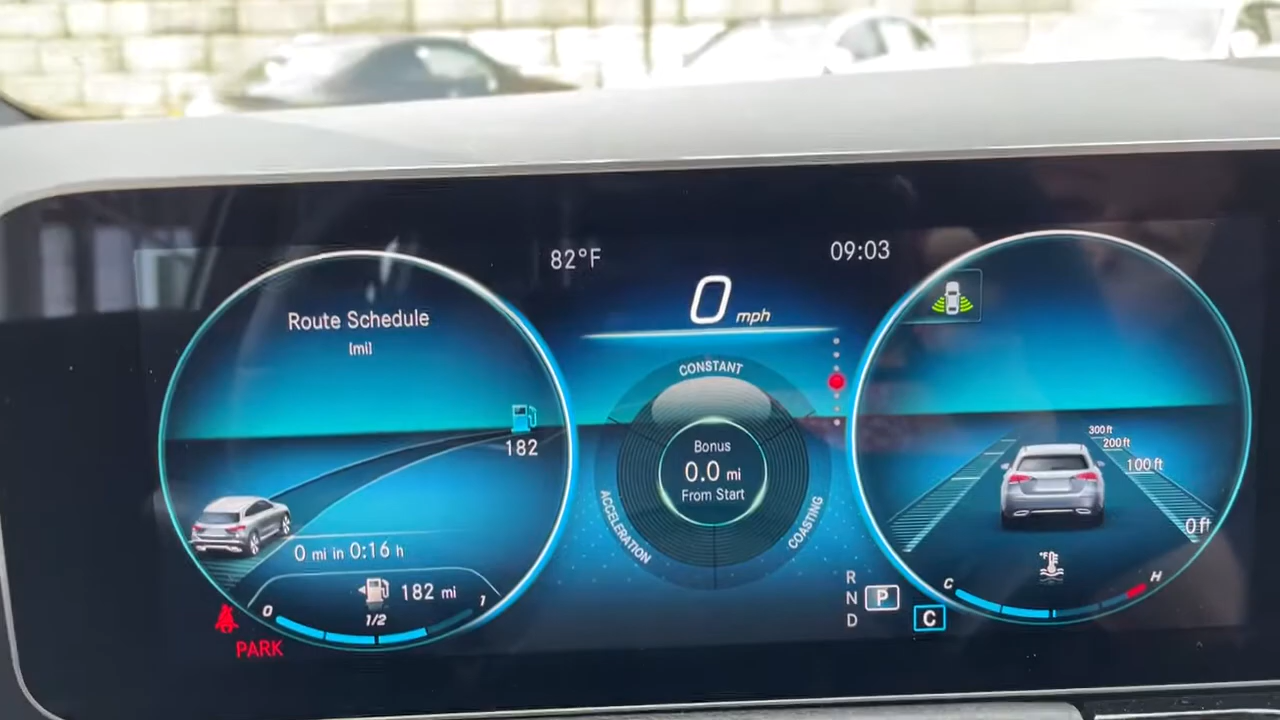 82°F
09:03
0 mph
Route Schedule
[mi]
182
0 mi in 0:16 h
182 mi
0
1/2
1
PARK
CONSTANT
Bonus
0.0 mi
From Start
ACCELERATION
COASTING
R
N
P
D
C
300 ft
200 ft
100 ft
0 ft
°F
C
H